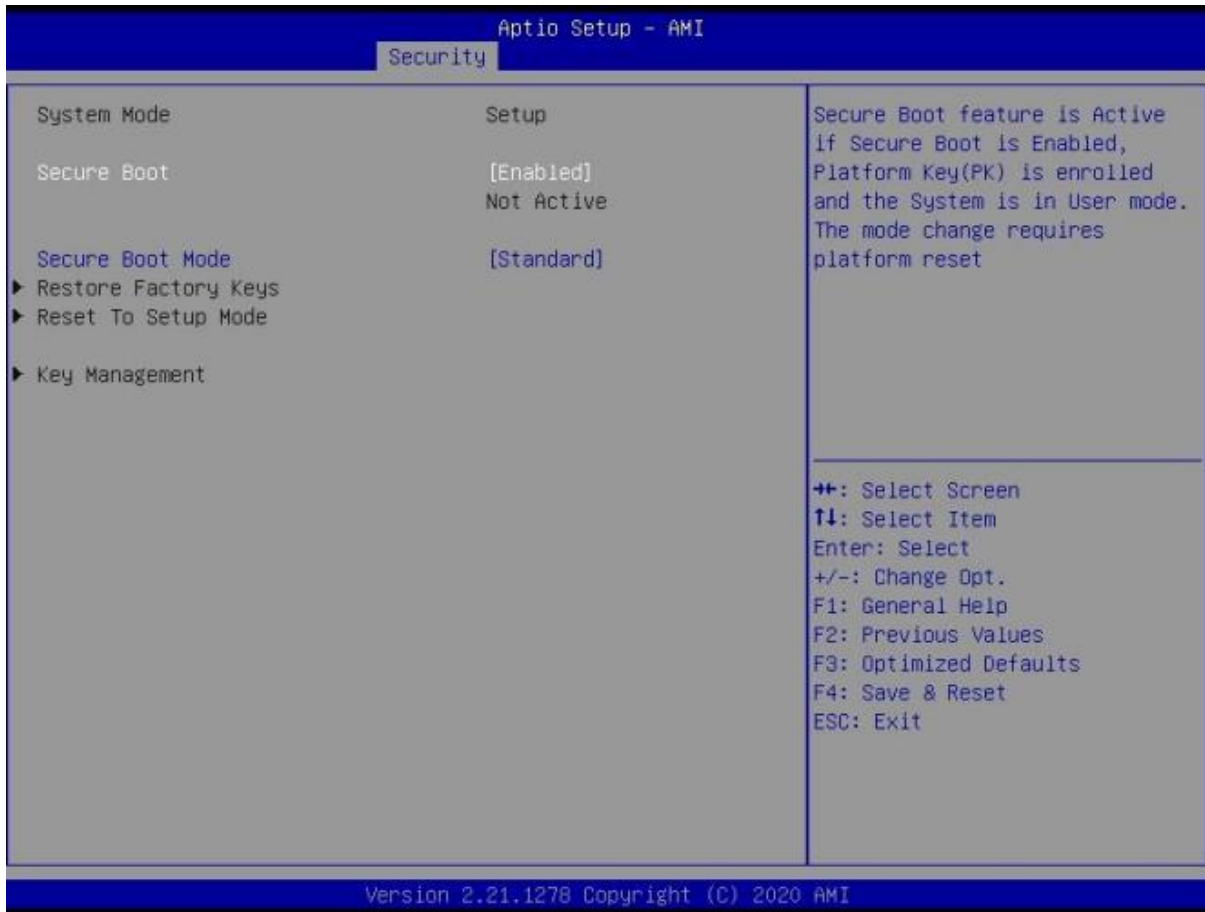 Aptio Setup - AMI
Security
System Mode Setup
Secure Boot [Enabled]
Not Active
Secure Boot Mode [Standard]
▶ Restore Factory Keys
▶ Reset To Setup Mode
▶ Key Management
Secure Boot feature is Active
if Secure Boot is Enabled,
Platform Key(PK) is enrolled
and the System is in User mode.
The mode change requires
platform reset
→←: Select Screen
↑↓: Select Item
Enter: Select
+/-: Change Opt.
F1: General Help
F2: Previous Values
F3: Optimized Defaults
F4: Save & Reset
ESC: Exit
Version 2.21.1278 Copyright (C) 2020 AMI